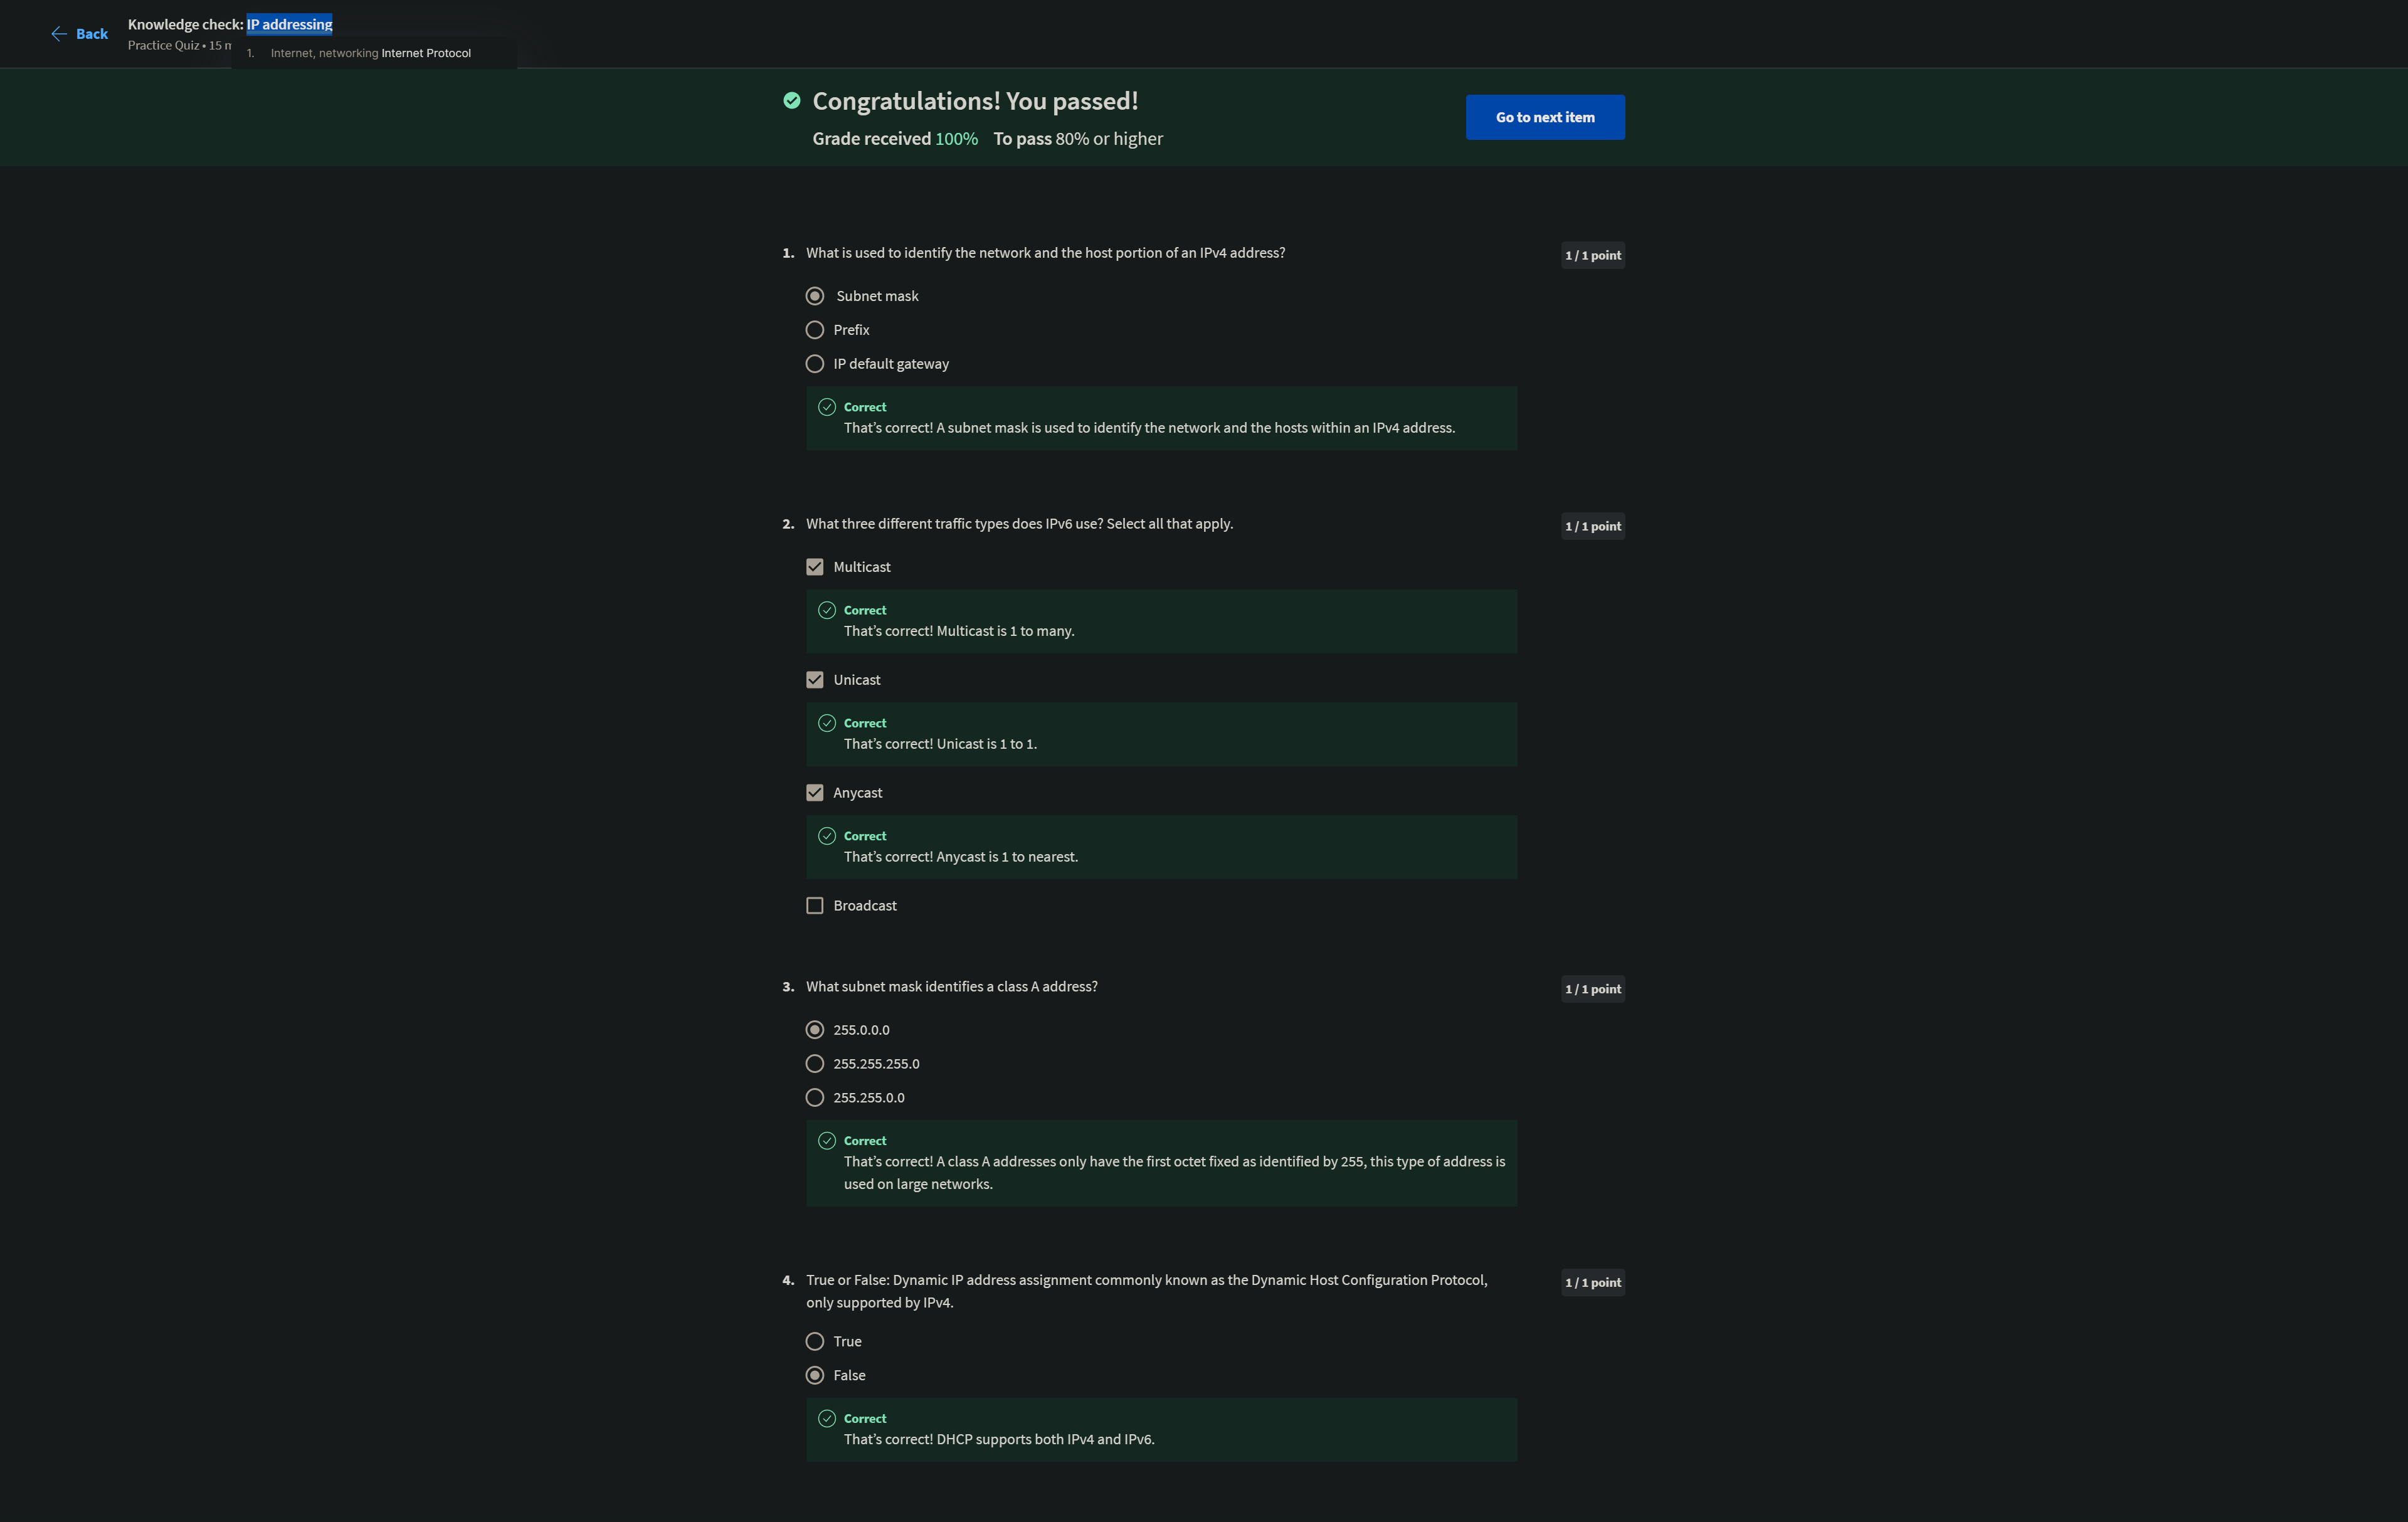 Back
Knowledge check: IP addressing
Practice Quiz • 15
1. Internet, networking Internet Protocol
Congratulations! You passed!
Grade received 100% To pass 80% or higher
Go to next item
1. What is used to identify the network and the host portion of an IPv4 address?
1 / 1 point
Subnet mask
Prefix
IP default gateway
Correct
That’s correct! A subnet mask is used to identify the network and the hosts within an IPv4 address.
2. What three different traffic types does IPv6 use? Select all that apply.
1 / 1 point
Multicast
Correct
That’s correct! Multicast is 1 to many.
Unicast
Correct
That’s correct! Unicast is 1 to 1.
Anycast
Correct
That’s correct! Anycast is 1 to nearest.
Broadcast
3. What subnet mask identifies a class A address?
1 / 1 point
255.0.0.0
255.255.255.0
255.255.0.0
Correct
That’s correct! A class A addresses only have the first octet fixed as identified by 255, this type of address is
used on large networks.
4. True or False: Dynamic IP address assignment commonly known as the Dynamic Host Configuration Protocol,
only supported by IPv4.
1 / 1 point
True
False
Correct
That’s correct! DHCP supports both IPv4 and IPv6.